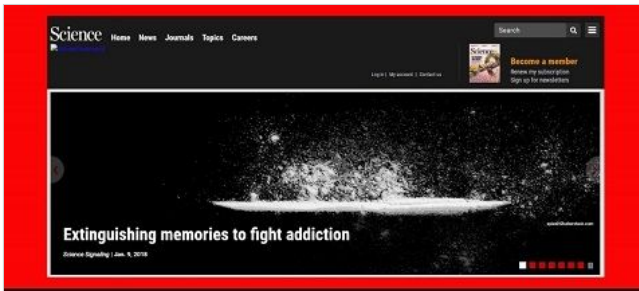 Science Home News Journals Topics Careers
Search
Science
Become a member
Renew my subscription
Sign up for newsletters
Log in | My account | Contact us
Extinguishing memories to fight addiction
Science Signaling | Jan. 9, 2018